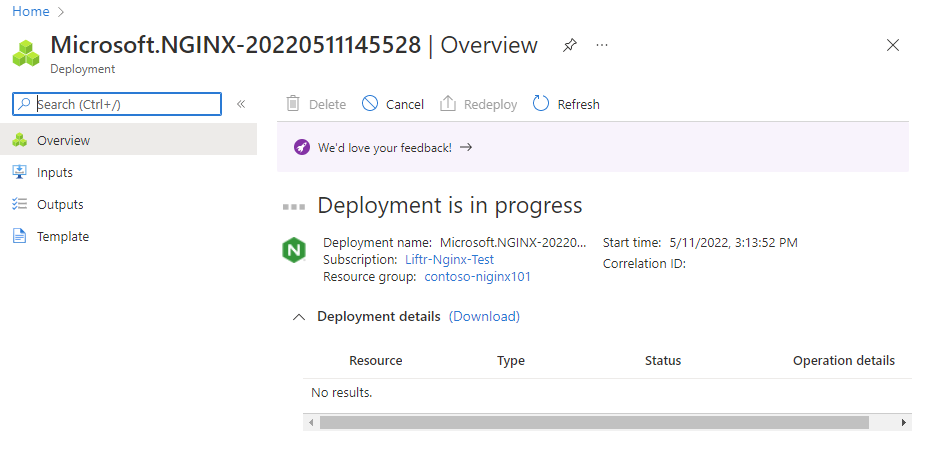 Home >
Microsoft.NGINX-20220511145528 | Overview
Deployment
Search (Ctrl+/)
«
Delete Cancel Redeploy Refresh
Overview
Inputs
Outputs
Template
We'd love your feedback! →
Deployment is in progress
N
Deployment name: Microsoft.NGINX-20220... Start time: 5/11/2022, 3:13:52 PM
Subscription: Liftr-Nginx-Test Correlation ID:
Resource group: contoso-niginx101
Deployment details (Download)
Resource Type Status Operation details
No results.